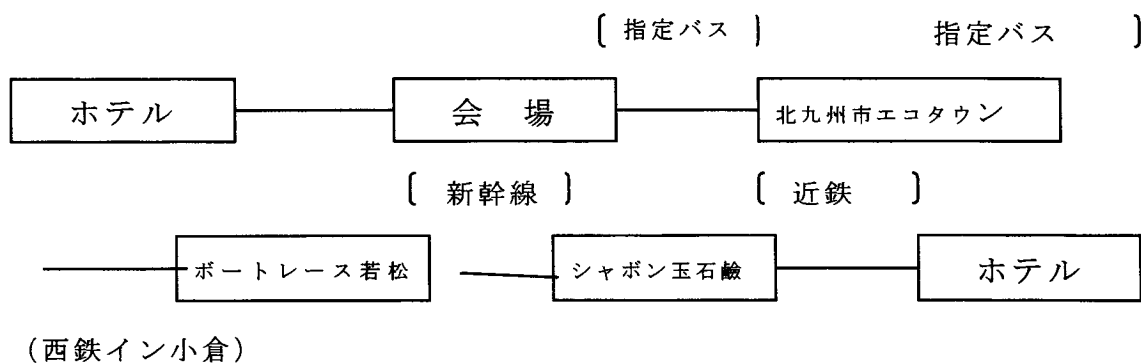 〔指定バス〕 指定バス 〕
ホテル 会場 北九州市エコタウン
〔新幹線〕 〔近鉄〕
ボートレース若松 シャボン玉石鹸 ホテル
(西鉄イン小倉)